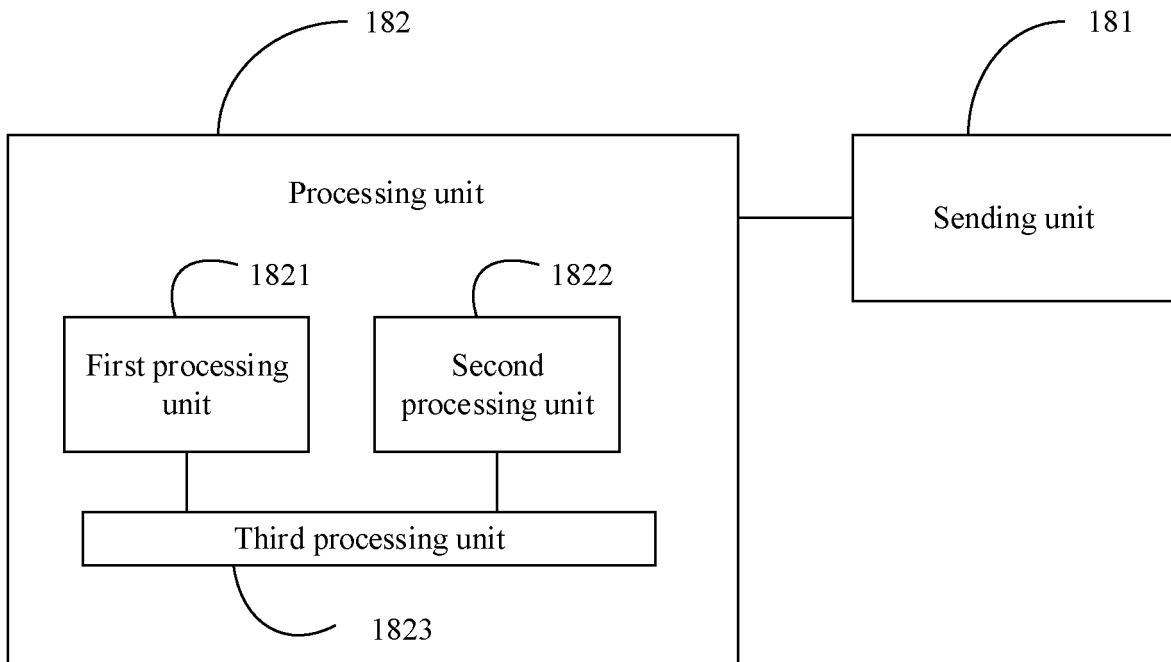 182
181
Processing unit
Sending unit
1821
1822
First processing
unit
Second
processing unit
Third processing unit
1823